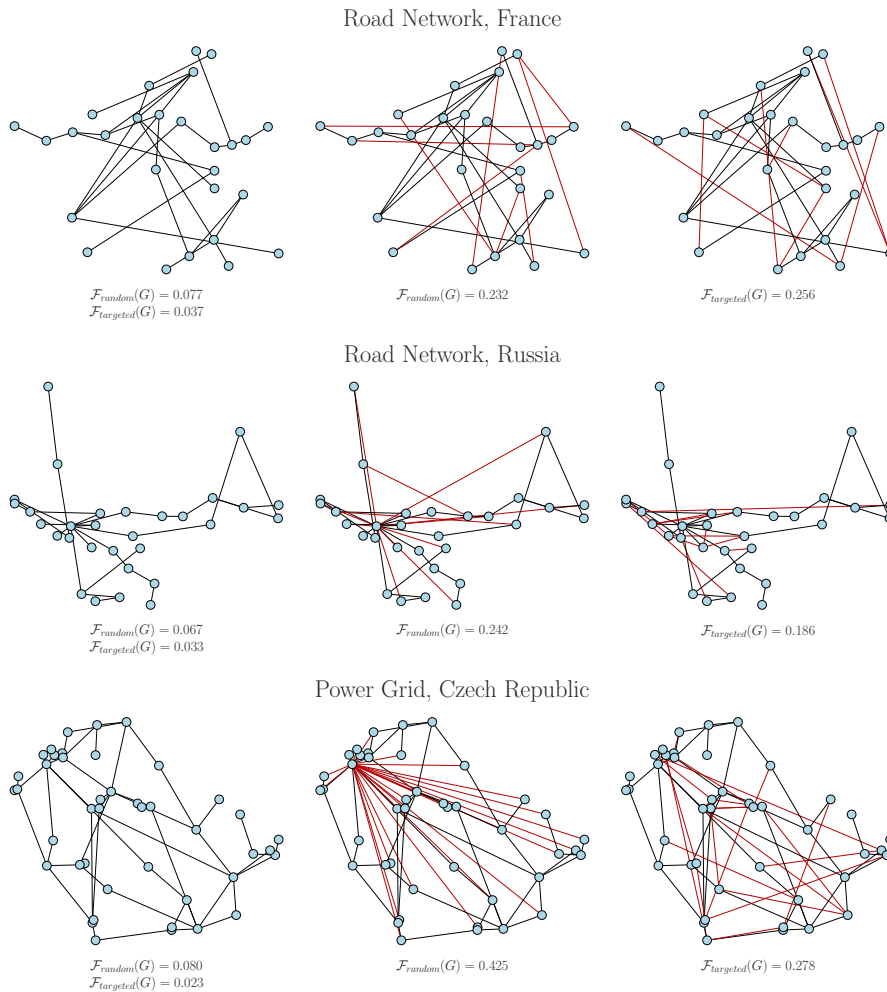 Road Network, France
ℱrandom(G) = 0.077
ℱtargeted(G) = 0.037
ℱrandom(G) = 0.232
ℱtargeted(G) = 0.256
Road Network, Russia
ℱrandom(G) = 0.067
ℱtargeted(G) = 0.033
ℱrandom(G) = 0.242
ℱtargeted(G) = 0.186
Power Grid, Czech Republic
ℱrandom(G) = 0.080
ℱtargeted(G) = 0.023
ℱrandom(G) = 0.425
ℱtargeted(G) = 0.278